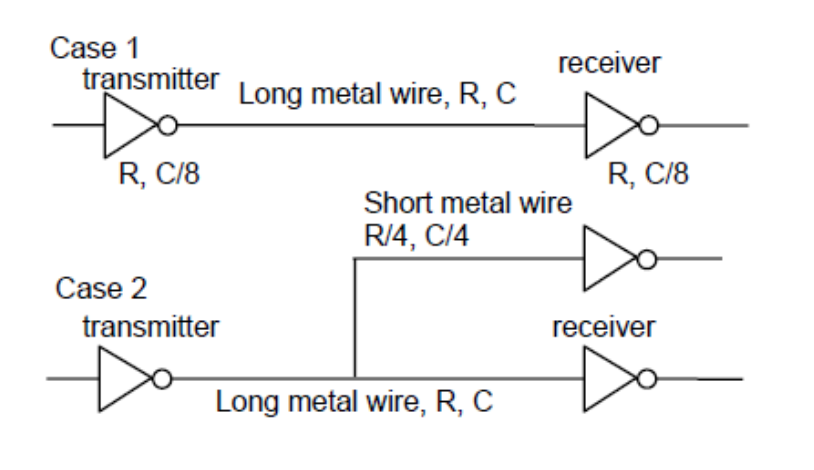 Case 1
transmitter
Long metal wire, R, C
receiver
R, C/8
R, C/8
Short metal wire
R/4, C/4
Case 2
transmitter
receiver
Long metal wire, R, C